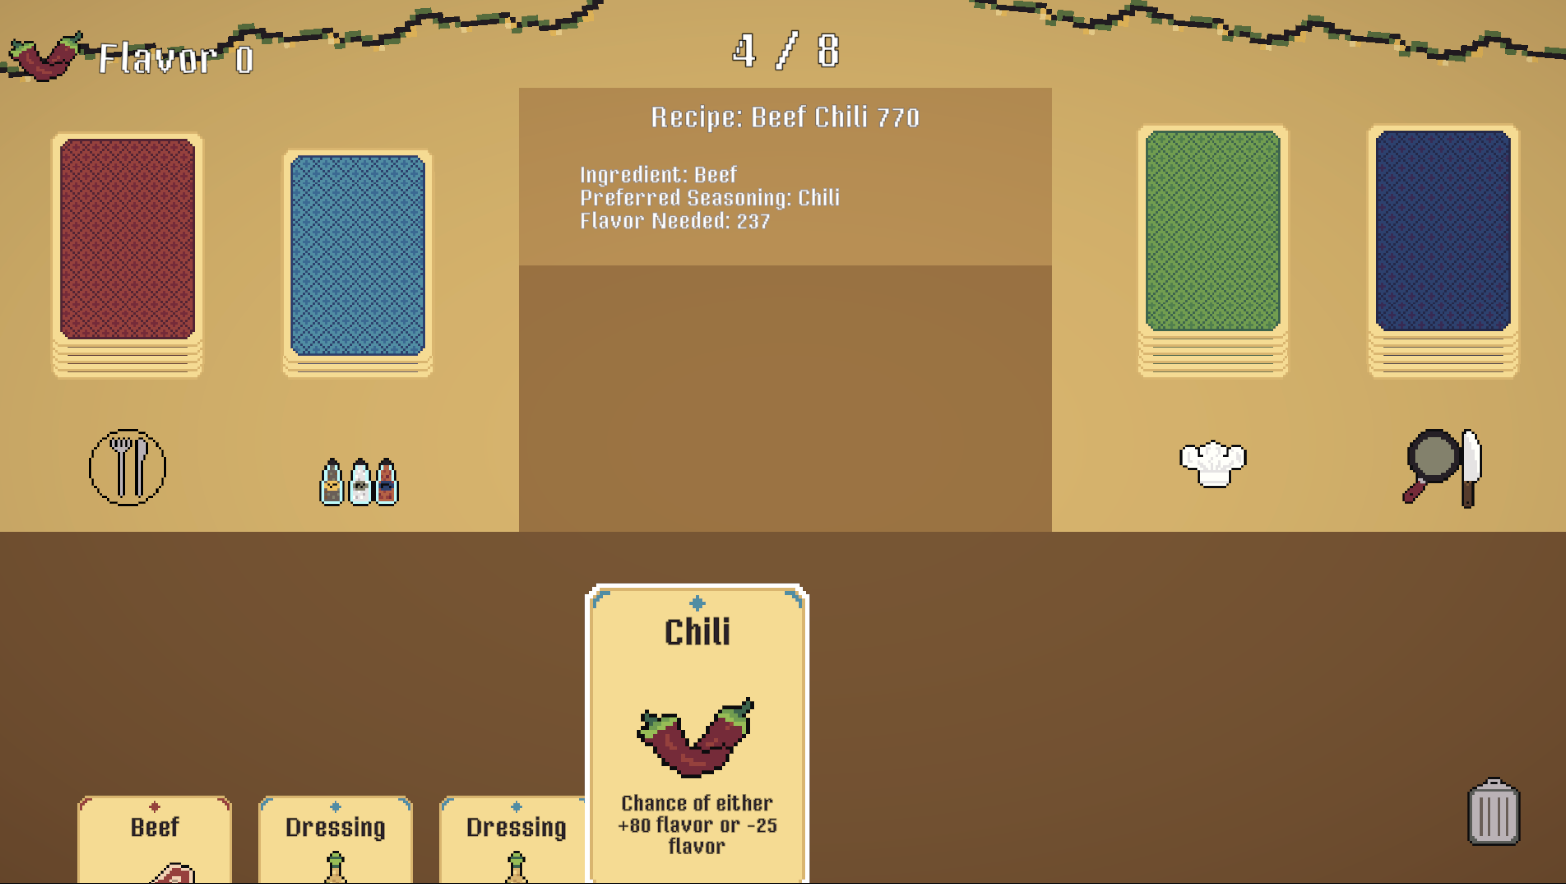 Flavor 0
4 / 8
Recipe: Beef Chili 770
Ingredient: Beef
Preferred Seasoning: Chili
Flavor Needed: 237
Beef
Dressing
Dressing
Chili
Chance of either
+80 flavor or -25
flavor